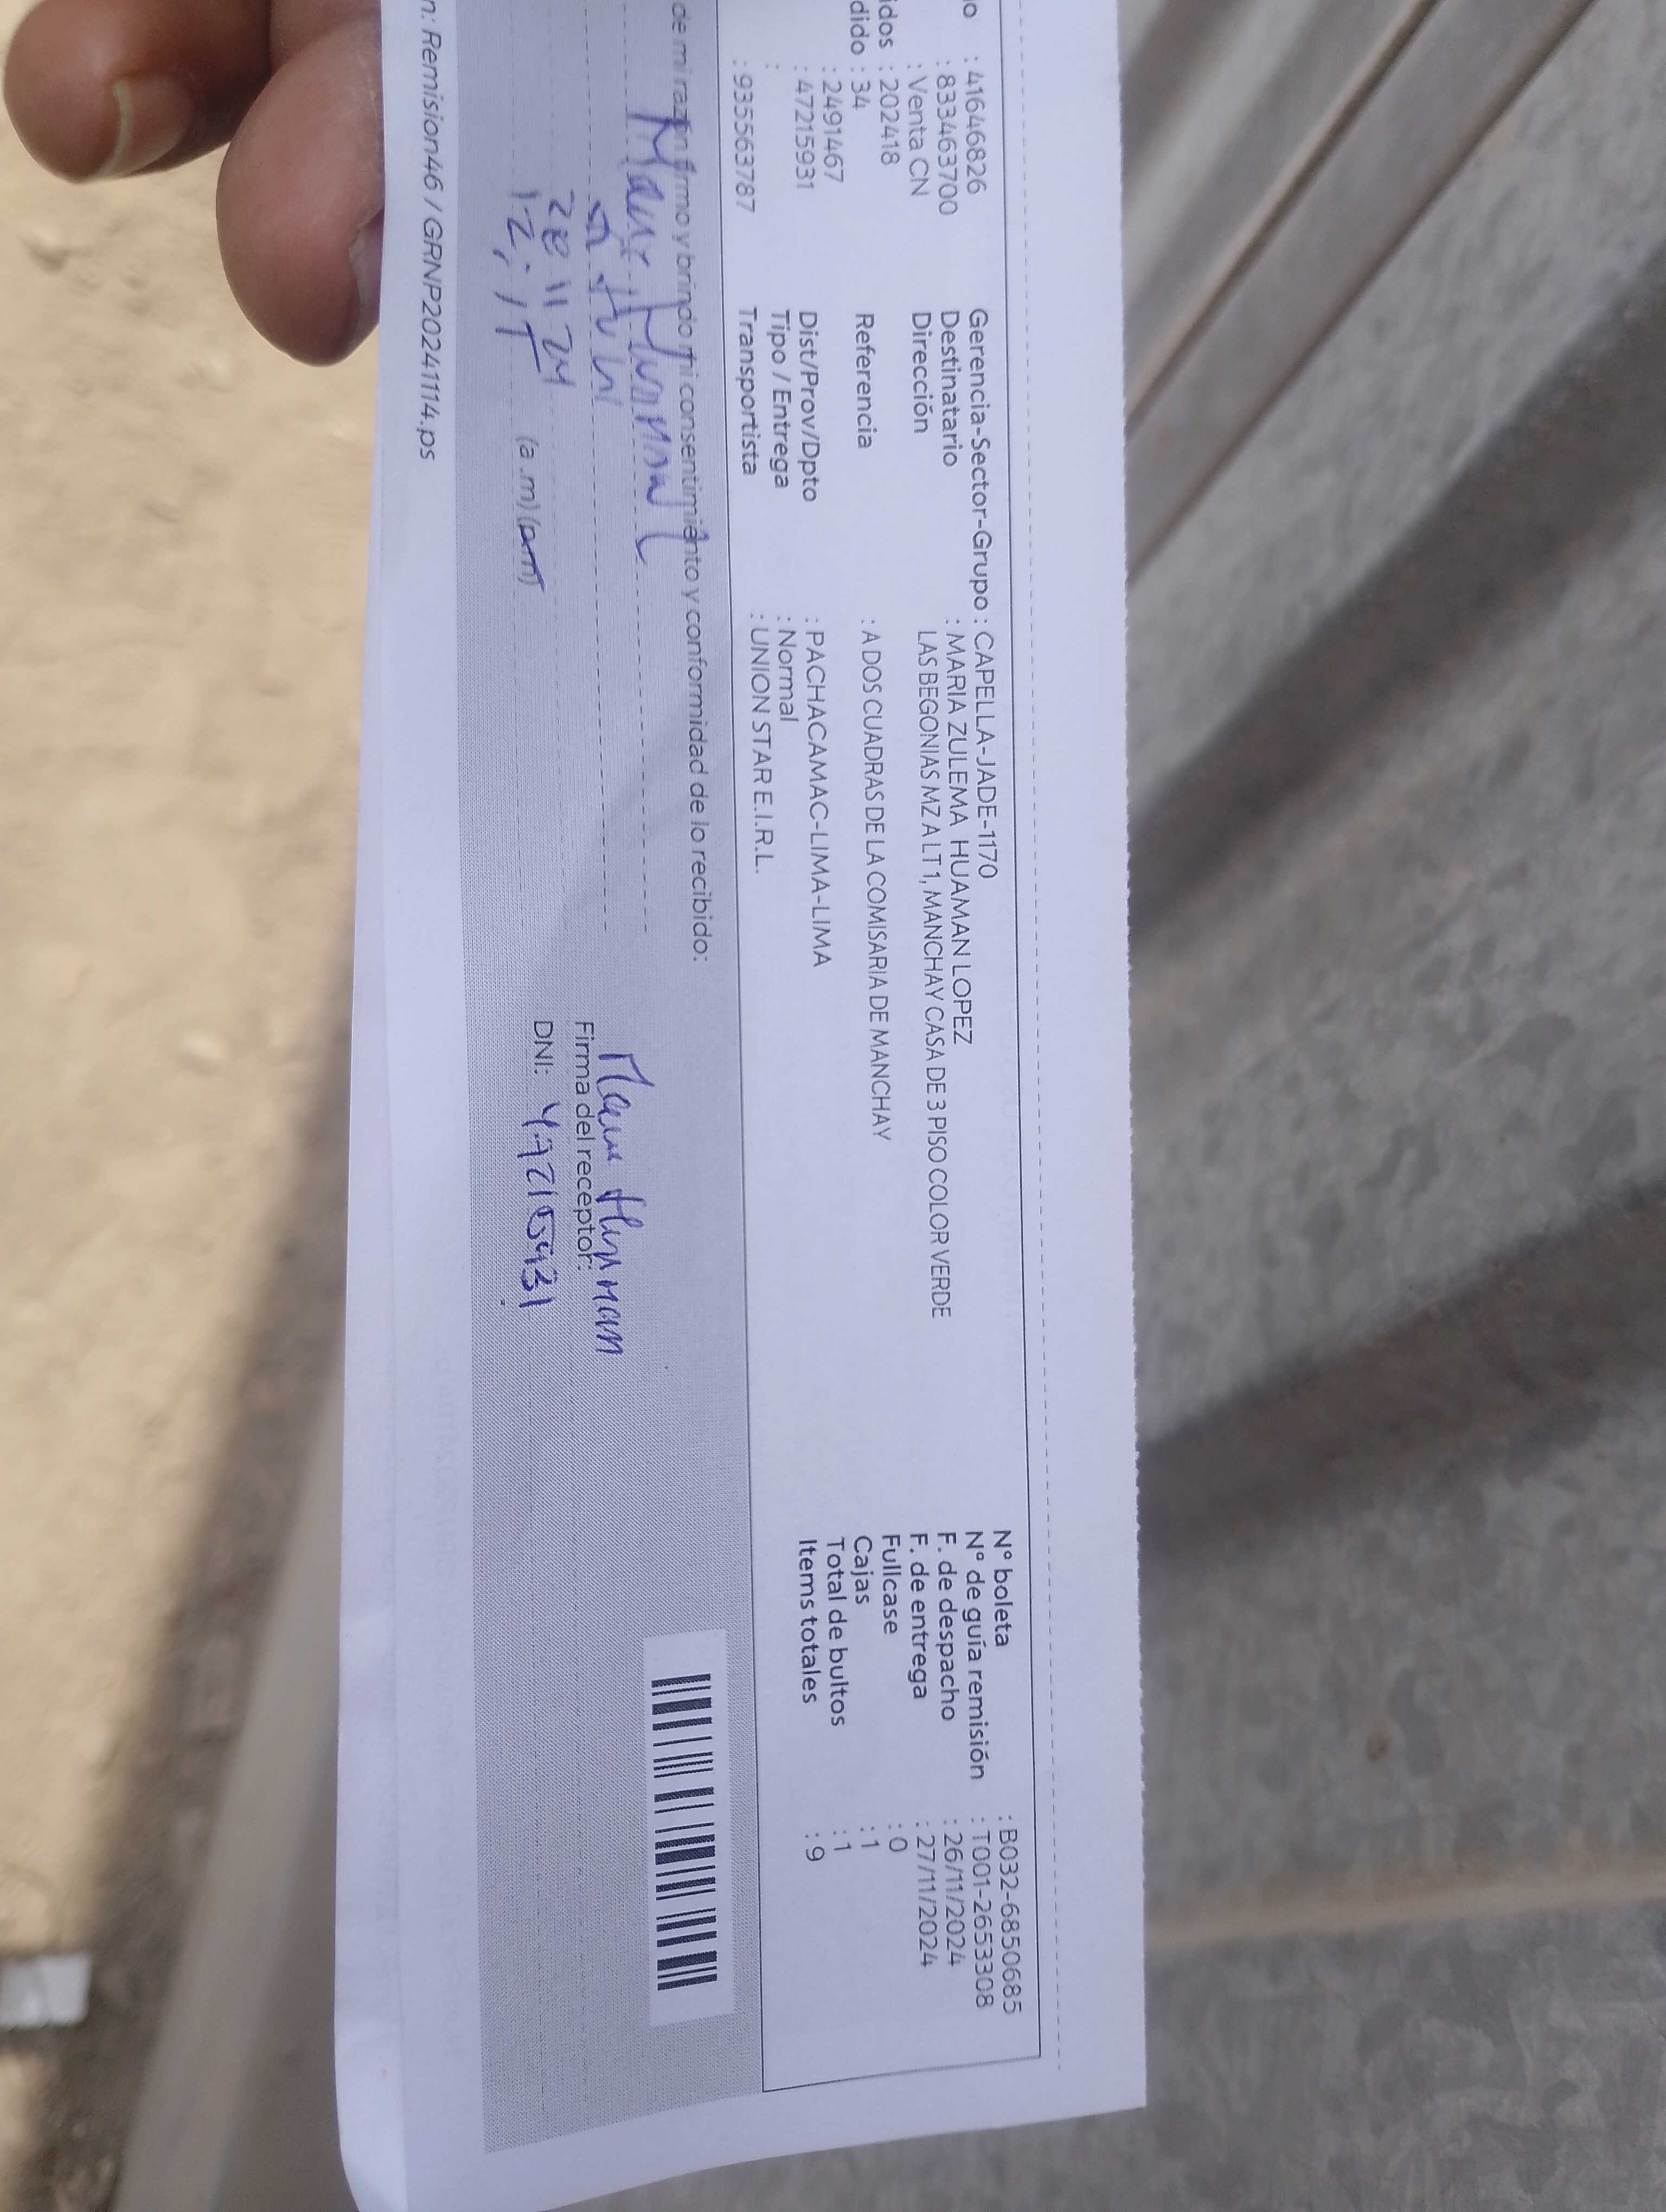 o : 41646826 Gerencia-Sector-Grupo : CAPELLA-JADE-1170 N° boleta : B032-6850685
: 833463700 Destinatario : MARIA ZULEMA HUAMAN LOPEZ N° de guía remisión : T001-2653308
: Venta CN Dirección LAS BEGONIAS MZ A LT 1, MANCHAY CASA DE 3 PISO COLOR VERDE F. de despacho : 26/11/2024
idos : 202418 F. de entrega : 27/11/2024
dido : 34 Referencia : A DOS CUADRAS DE LA COMISARIA DE MANCHAY Fullcase : 0
: 2491467 Cajas : 1
: 47215931 Dist/Prov/Dpto : PACHACAMAC-LIMA-LIMA Total de bultos : 1
: Tipo / Entrega : Normal Items totales : 9
: 935563787 Transportista : UNION STAR E.I.R.L.
de mi razón firmo y brindo mi consentimiento y conformidad de lo recibido:
Huaman
Huaman
Firma del receptor:
28 11 24
DNI: 47215931
(a .m) (p.m)
n: Remision46 / GRNP20241114.ps